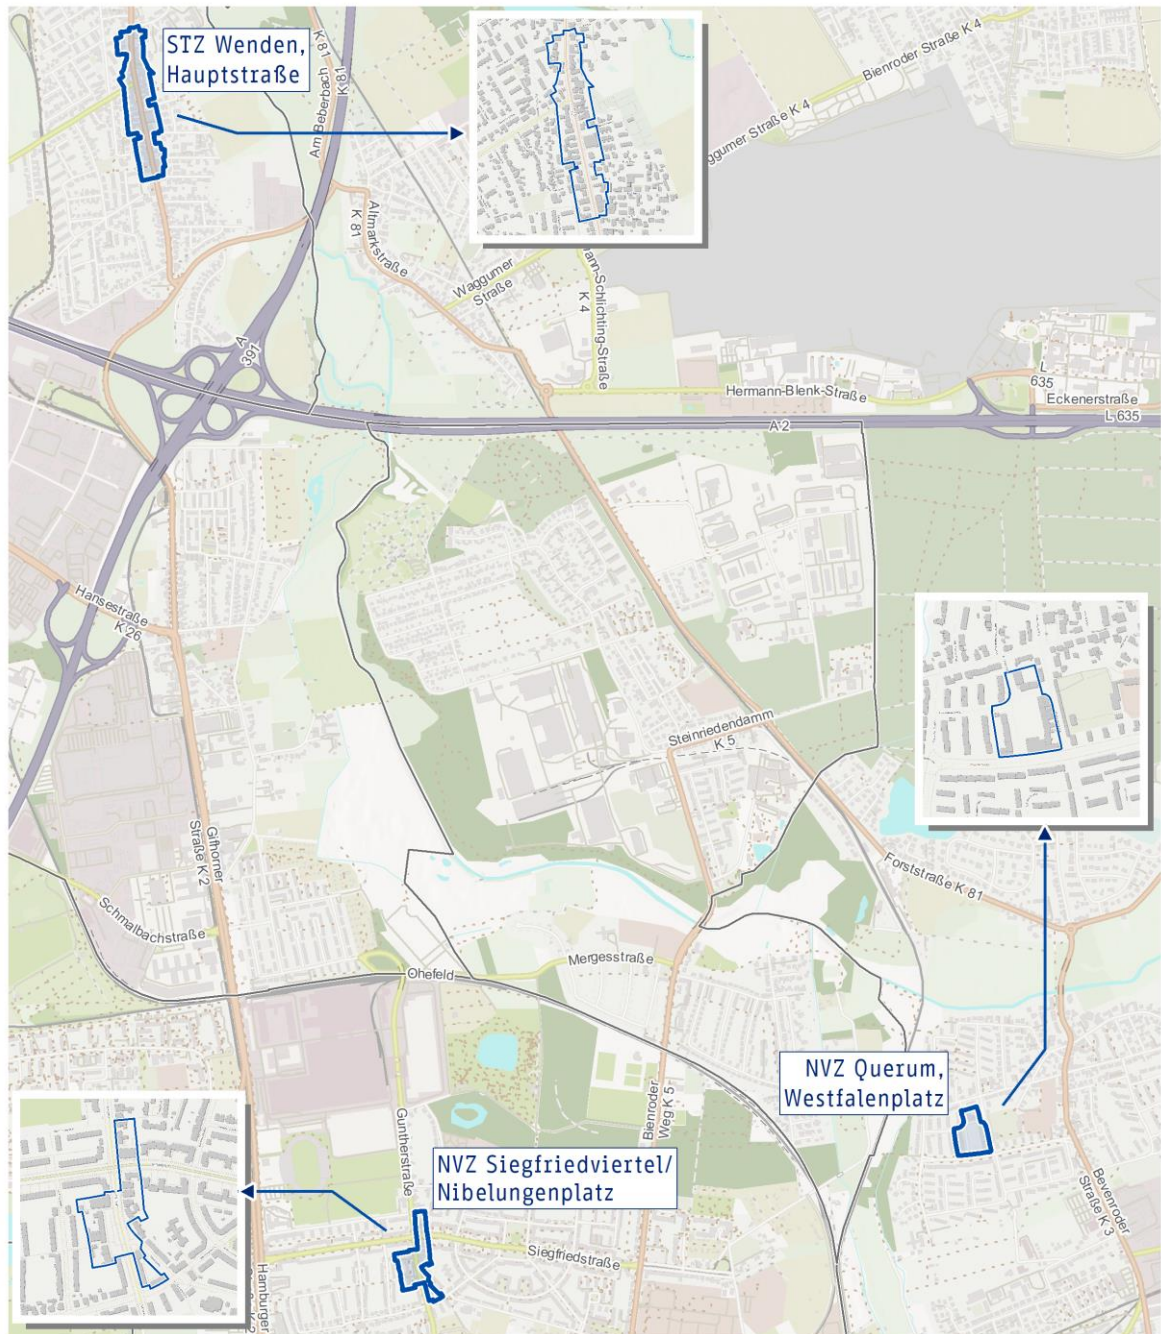 STZ Wenden,
Hauptstraße
K 81
K 81
Am Beberbach
Bienroder Straße K 4
ggumer Straße K 4
Altmarkstraße
K 81
Waggumer
Straße
ann-Schlichting-Straße
K 4
A
391
Hermann-Blenk-Straße
L
635
Eckenerstraße
L 635
A 2
Hansestraße
K 26
Steinriedendamm
K 5
Gifhorner
Straße K 2
Forststraße K 81
Schmalbachstraße
Ohefeld
Mergesstraße
NVZ Querum,
Westfalenplatz
Bienroder
Weg K 5
Guntherstraße
NVZ Siegfriedviertel/
Nibelungenplatz
Bevenroder
Straße K 3
Siegfriedstraße
Hamburger